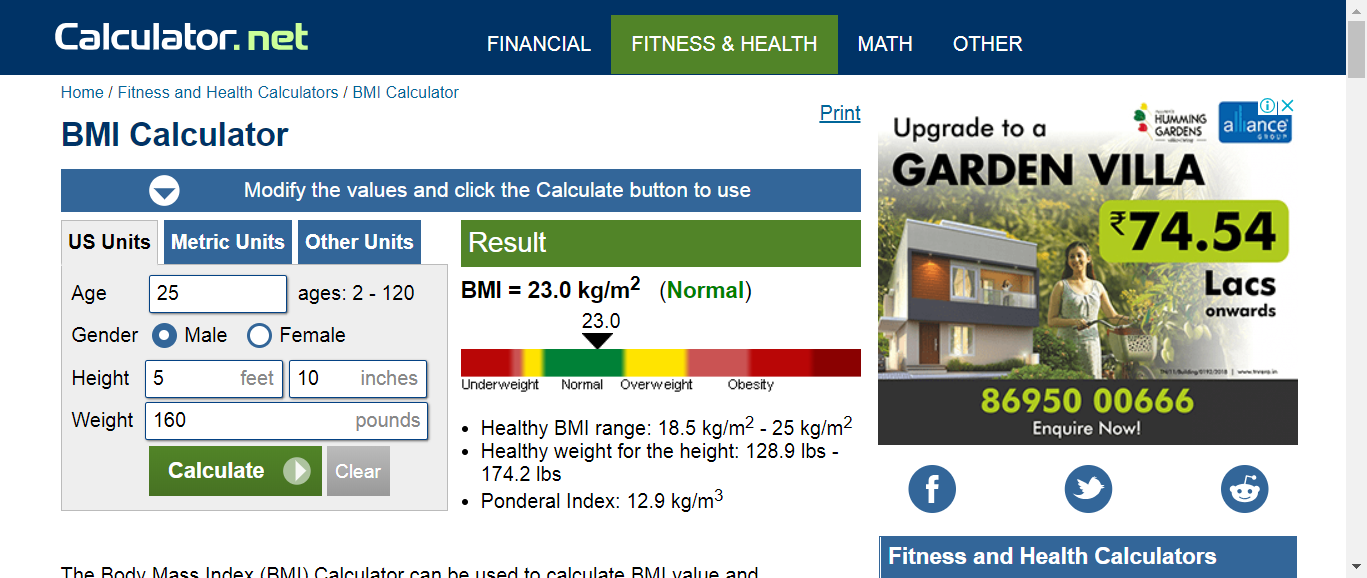 Calculator.net
FINANCIAL
FITNESS & HEALTH
MATH
OTHER
Home / Fitness and Health Calculators / BMI Calculator
BMI Calculator
Print
Modify the values and click the Calculate button to use
US Units
Metric Units
Other Units
Age
25
ages: 2 - 120
Gender
Male
Female
Height
5 feet
10 inches
Weight
160 pounds
Calculate
Clear
Result
BMI = 23.0 kg/m² (Normal)
23.0
Underweight
Normal
Overweight
Obesity
Healthy BMI range: 18.5 kg/m² - 25 kg/m²
Healthy weight for the height: 128.9 lbs -
174.2 lbs
Ponderal Index: 12.9 kg/m³
The Body Mass Index (BMI) Calculator can be used to calculate BMI value and
HUMMING
GARDENS
alliance
GROUP
Upgrade to a
GARDEN VILLA
₹74.54
Lacs
onwards
86950 00666
Enquire Now!
Fitness and Health Calculators